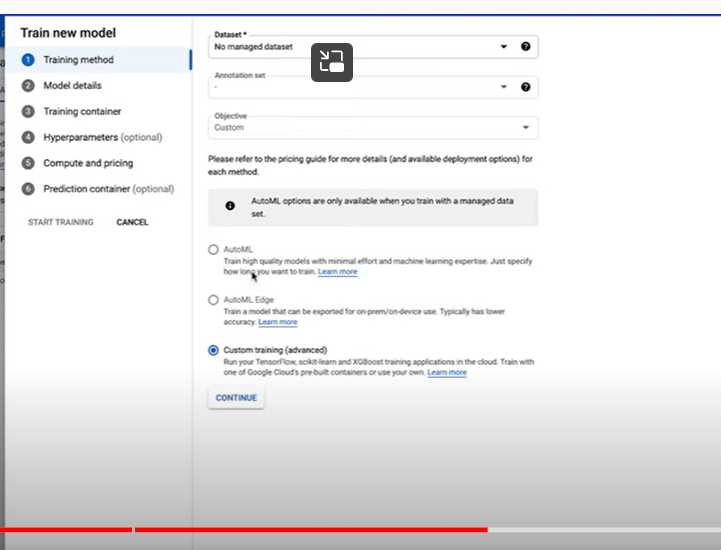 Train new model
1 Training method
2 Model details
3 Training container
4 Hyperparameters (optional)
5 Compute and pricing
6 Prediction container (optional)
START TRAINING CANCEL
Dataset *
No managed dataset
Annotation set
-
Objective
Custom
Please refer to the pricing guide for more details (and available deployment options) for
each method.
AutoML options are only available when you train with a managed data
set.
AutoML
Train high quality models with minimal effort and machine learning expertise. Just specify
how long you want to train. Learn more
AutoML Edge
Train a model that can be exported for on-prem/on-device use. Typically has lower
accuracy. Learn more
Custom training (advanced)
Run your TensorFlow, scikit-learn and XGBoost training applications in the cloud. Train with
one of Google Cloud's pre-built containers or use your own. Learn more
CONTINUE